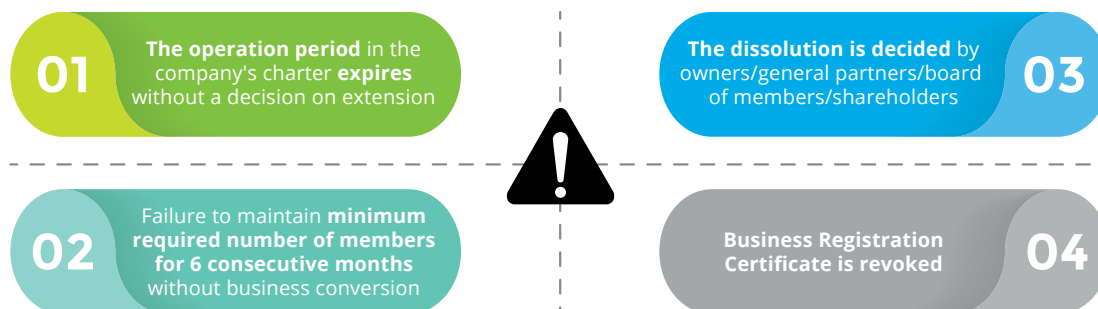 01
The operation period in the
company's charter expires
without a decision on extension
02
Failure to maintain minimum
required number of members
for 6 consecutive months
without business conversion
The dissolution is decided by
owners/general partners/board
of members/shareholders
03
Business Registration
Certificate is revoked
04